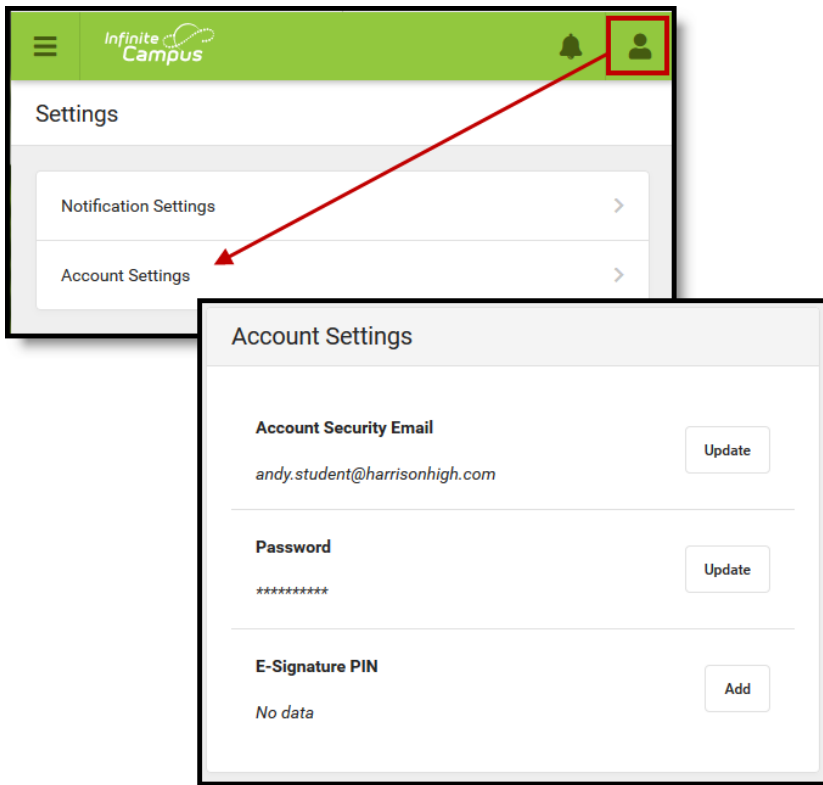 Infinite
Campus
Settings
Notification Settings
Account Settings
Account Settings
Account Security Email
Update
andy.student@harrisonhigh.com
Password
Update
**********
E-Signature PIN
Add
No data